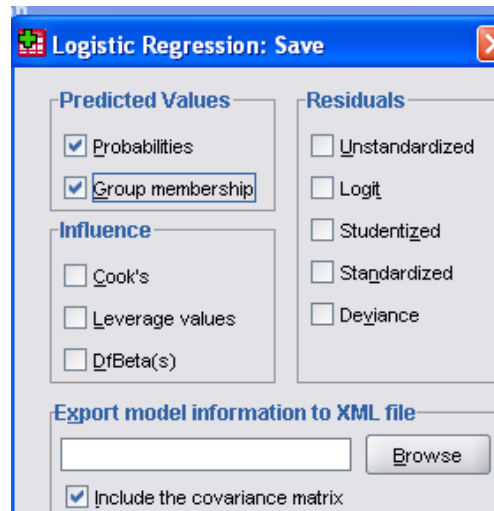 Logistic Regression: Save
Predicted Values
Probabilities
Group membership
Influence
Cook's
Leverage values
DfBeta(s)
Residuals
Unstandardized
Logit
Studentized
Standardized
Deviance
Export model information to XML file
Browse
Include the covariance matrix